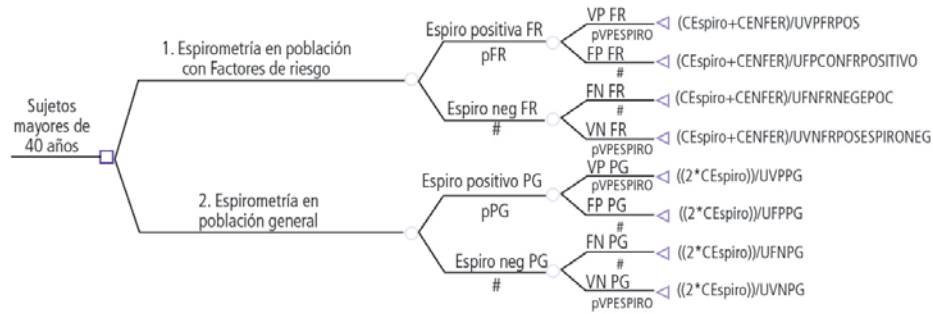 Sujetos
mayores de
40 años
1. Espirometría en población
con Factores de riesgo
Espiro positiva FR
pFR
VP FR
pVPESPIRO
(CEspiro+CENFER)/UVPFRPOS
FP FR
#
(CEspiro+CENFER)/UFPCONFRPOSITIVO
Espiro neg FR
#
FN FR
#
(CEspiro+CENFER)/UFNFRNEGEPOC
VN FR
pVPESPIRO
(CEspiro+CENFER)/UVNFRPOSESPIRONEG
2. Espirometría en
población general
Espiro positivo PG
pPG
VP PG
pVPESPIRO
((2*CEspiro))/UVPPG
FP PG
#
((2*CEspiro))/UFPPG
Espiro neg PG
#
FN PG
#
((2*CEspiro))/UFNPG
VN PG
pVPESPIRO
((2*CEspiro))/UVNPG